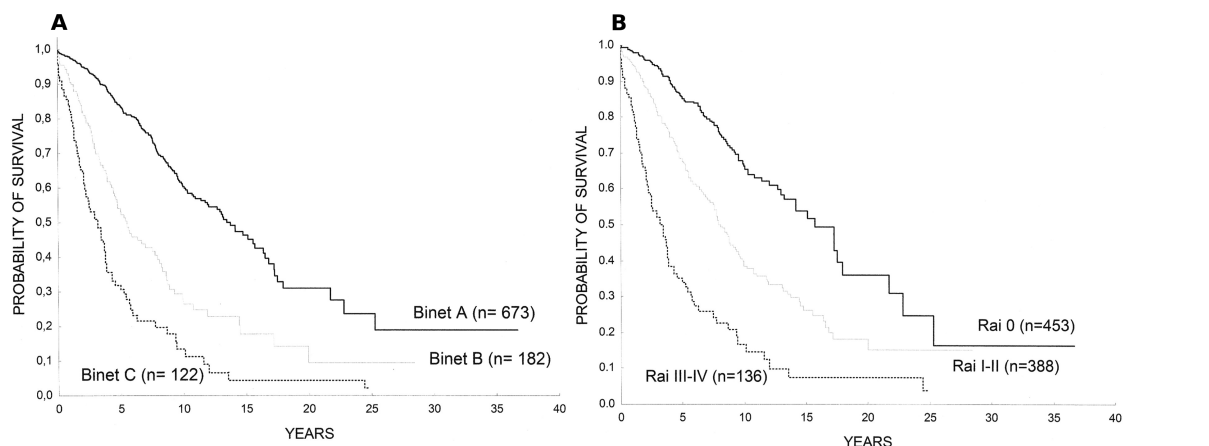 A
PROBABILITY OF SURVIVAL
1,0
0,9
0,8
0,7
0,6
0,5
0,4
0,3
0,2
0,1
0,0
Binet A (n= 673)
Binet B (n= 182)
Binet C (n= 122)
0 5 10 15 20 25 30 35 40
YEARS
B
PROBABILITY OF SURVIVAL
1.0
0.9
0.8
0.7
0.6
0.5
0.4
0.3
0.2
0.1
0.0
Rai 0 (n=453)
Rai I-II (n=388)
Rai III-IV (n=136)
0 5 10 15 20 25 30 35 40
YEARS